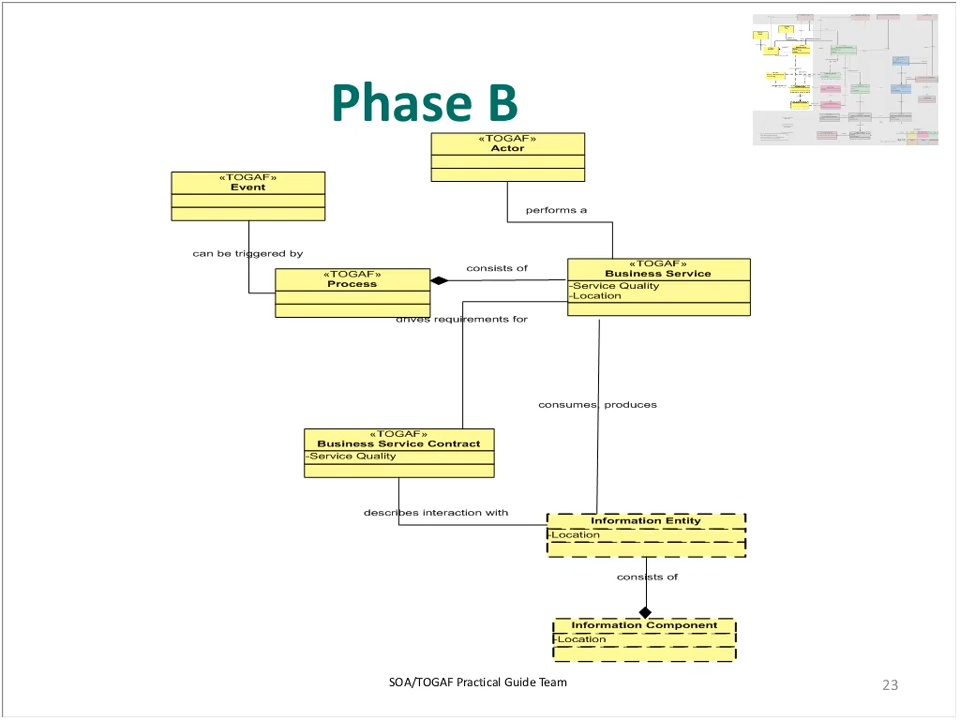 Phase B
«TOGAF»
Actor
«TOGAF»
Event
performs a
can be triggered by
«TOGAF»
Process
consists of
«TOGAF»
Business Service
-Service Quality
-Location
drives requirements for
consumes, produces
«TOGAF»
Business Service Contract
-Service Quality
describes interaction with
Information Entity
-Location
consists of
Information Component
-Location
SOA/TOGAF Practical Guide Team
23